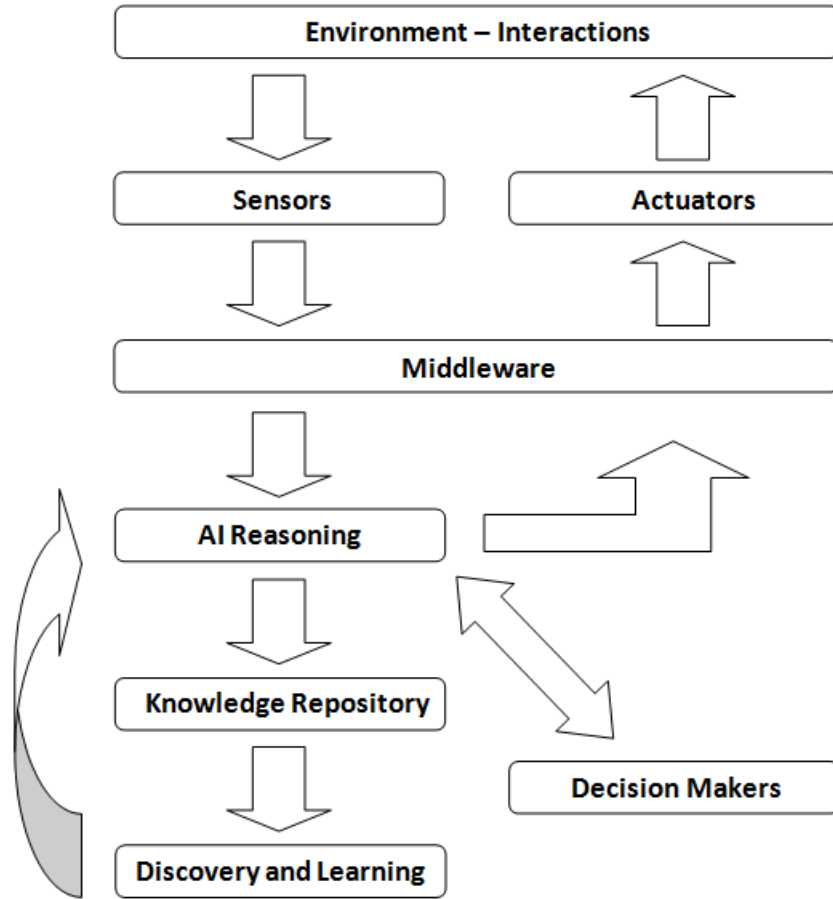 Environment – Interactions
Sensors
Actuators
Middleware
AI Reasoning
Knowledge Repository
Decision Makers
Discovery and Learning